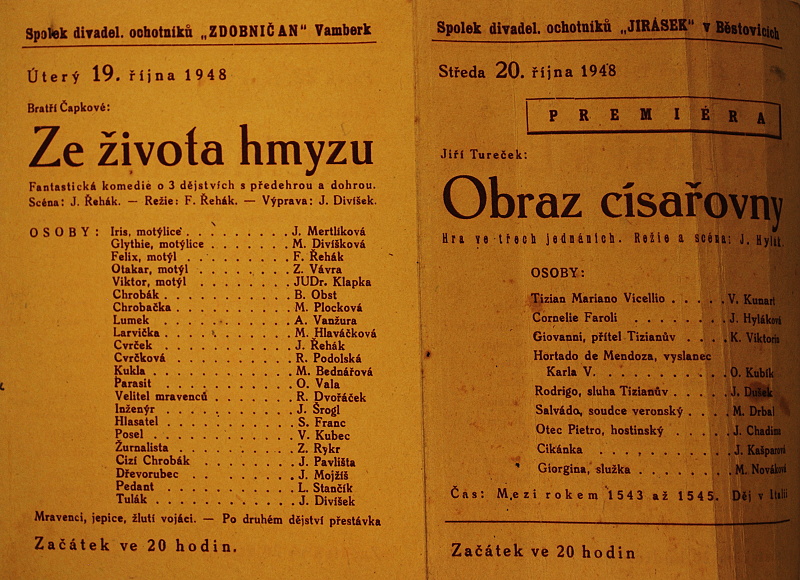 Spolek divadel. ochotníků „ZDOBNIČAN" Vamberk
Úterý 19. října 1948
Bratří Čapkové:
Ze života hmyzu
Fantastická komedie o 3 dějstvích s předehrou a dohrou.
Scéna: J. Řehák. — Režie: F. Řehák. — Výprava: J. Divíšek.
OSOBY:
Iris, motýlice . . . . . . . . . J. Mertlíková
Glythie, motýlice . . . . . . . . M. Divíšková
Felix, motýl . . . . . . . . . F. Řehák
Otakar, motýl . . . . . . . . . Z. Vávra
Viktor, motýl . . . . . . . . . JUDr. Klapka
Chrobák . . . . . . . . . . . B. Obst
Chrobačka . . . . . . . . . . M. Plocková
Lumek . . . . . . . . . . . A. Vanžura
Larvička . . . . . . . . . . . M. Hlaváčková
Cvrček . . . . . . . . . . . J. Řehák
Cvrčková . . . . . . . . . . R. Podolská
Kukla . . . . . . . . . . . M. Bednářová
Parasit . . . . . . . . . . . O. Vala
Velitel mravenců . . . . . . . . R. Dvořáček
Inženýr . . . . . . . . . . . J. Šrogl
Hlasatel . . . . . . . . . . . S. Franc
Posel . . . . . . . . . . . V. Kubec
Žurnalista . . . . . . . . . . Z. Rykr
Cizí Chrobák . . . . . . . . . J. Pavlišta
Dřevorubec . . . . . . . . . . J. Mojžíš
Pedant . . . . . . . . . . . L. Stančík
Tulák . . . . . . . . . . . J. Divíšek
Mravenci, jepice, žlutí vojáci. — Po druhém dějství přestávka
Začátek ve 20 hodin.
Spolek divadel. ochotníků „JIRÁSEK" v Běstovicích
Středa 20. října 1948
PREMIÉRA
Jiří Tureček:
Obraz císařovny
Hra ve třech jednáních. Režie a scéna: J. Hylák.
OSOBY:
Tizian Mariano Vicellio . . . . . V. Kunart
Cornelie Faroli . . . . . . . . J. Hyláková
Giovanni, přítel Tizianův . . . . K. Viktorin
Hortado de Mendoza, vyslanec
Karla V. . . . . . . . . . . O. Kubík
Rodrigo, sluha Tizianův . . . . . J. Dušek
Salvádo, soudce veronský . . . . M. Drbal
Otec Pietro, hostinský . . . . . J. Chadima
Cikánka . . . . . . . . . . J. Kašparová
Giorgina, služka . . . . . . . . M. Nováková
Čas: Mezi rokem 1543 až 1545. Děj v Italii
Začátek ve 20 hodin